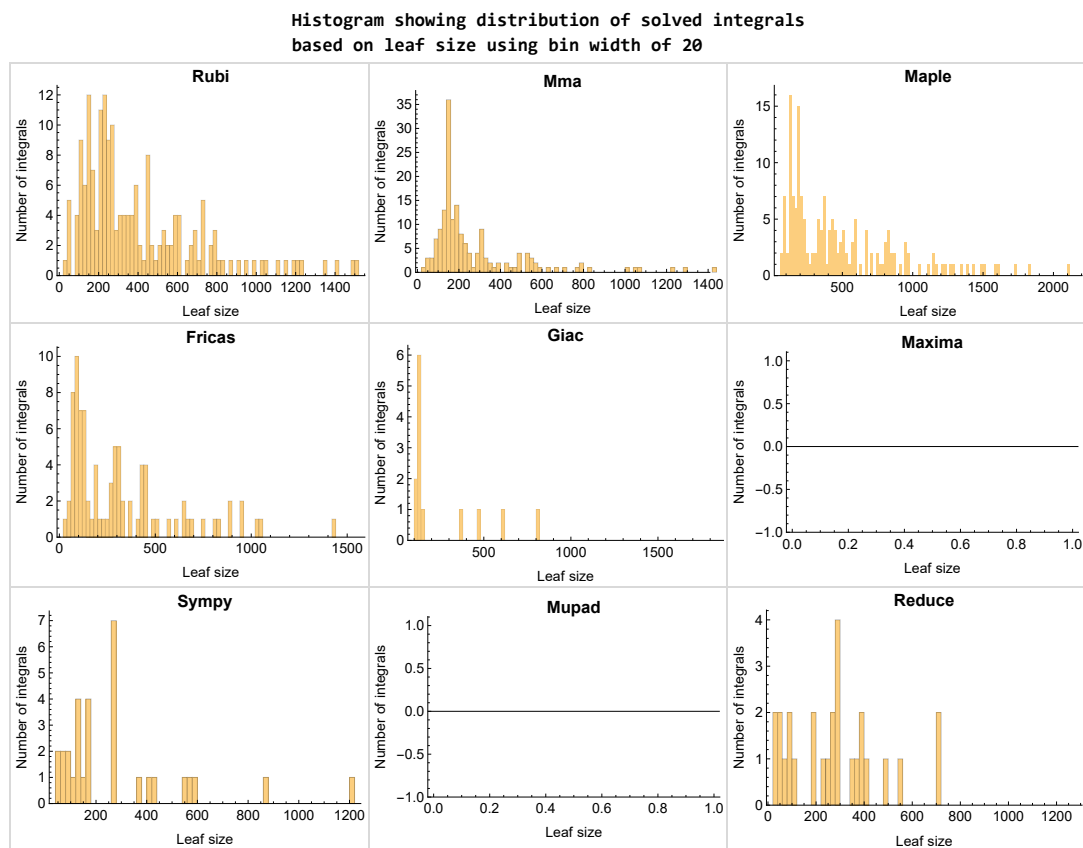 Histogram showing distribution of solved integrals
based on leaf size using bin width of 20
Rubi
Number of integrals
12
10
8
6
4
2
0
0 200 400 600 800 1000 1200 1400
Leaf size
Mma
Number of integrals
35
30
25
20
15
10
5
0
0 200 400 600 800 1000 1200 1400
Leaf size
Maple
Number of integrals
15
10
5
0
500 1000 1500 2000
Leaf size
Fricas
Number of integrals
10
8
6
4
2
0
0 500 1000 1500
Leaf size
Giac
Number of integrals
6
5
4
3
2
1
0
500 1000 1500
Leaf size
Maxima
Number of integrals
1.0
0.5
0.0
−0.5
−1.0
0.0 0.2 0.4 0.6 0.8 1.0
Leaf size
Sympy
Number of integrals
7
6
5
4
3
2
1
0
200 400 600 800 1000 1200
Leaf size
Mupad
Number of integrals
1.0
0.5
0.0
−0.5
−1.0
0.0 0.2 0.4 0.6 0.8 1.0
Leaf size
Reduce
Number of integrals
4
3
2
1
0
0 200 400 600 800 1000 1200
Leaf size